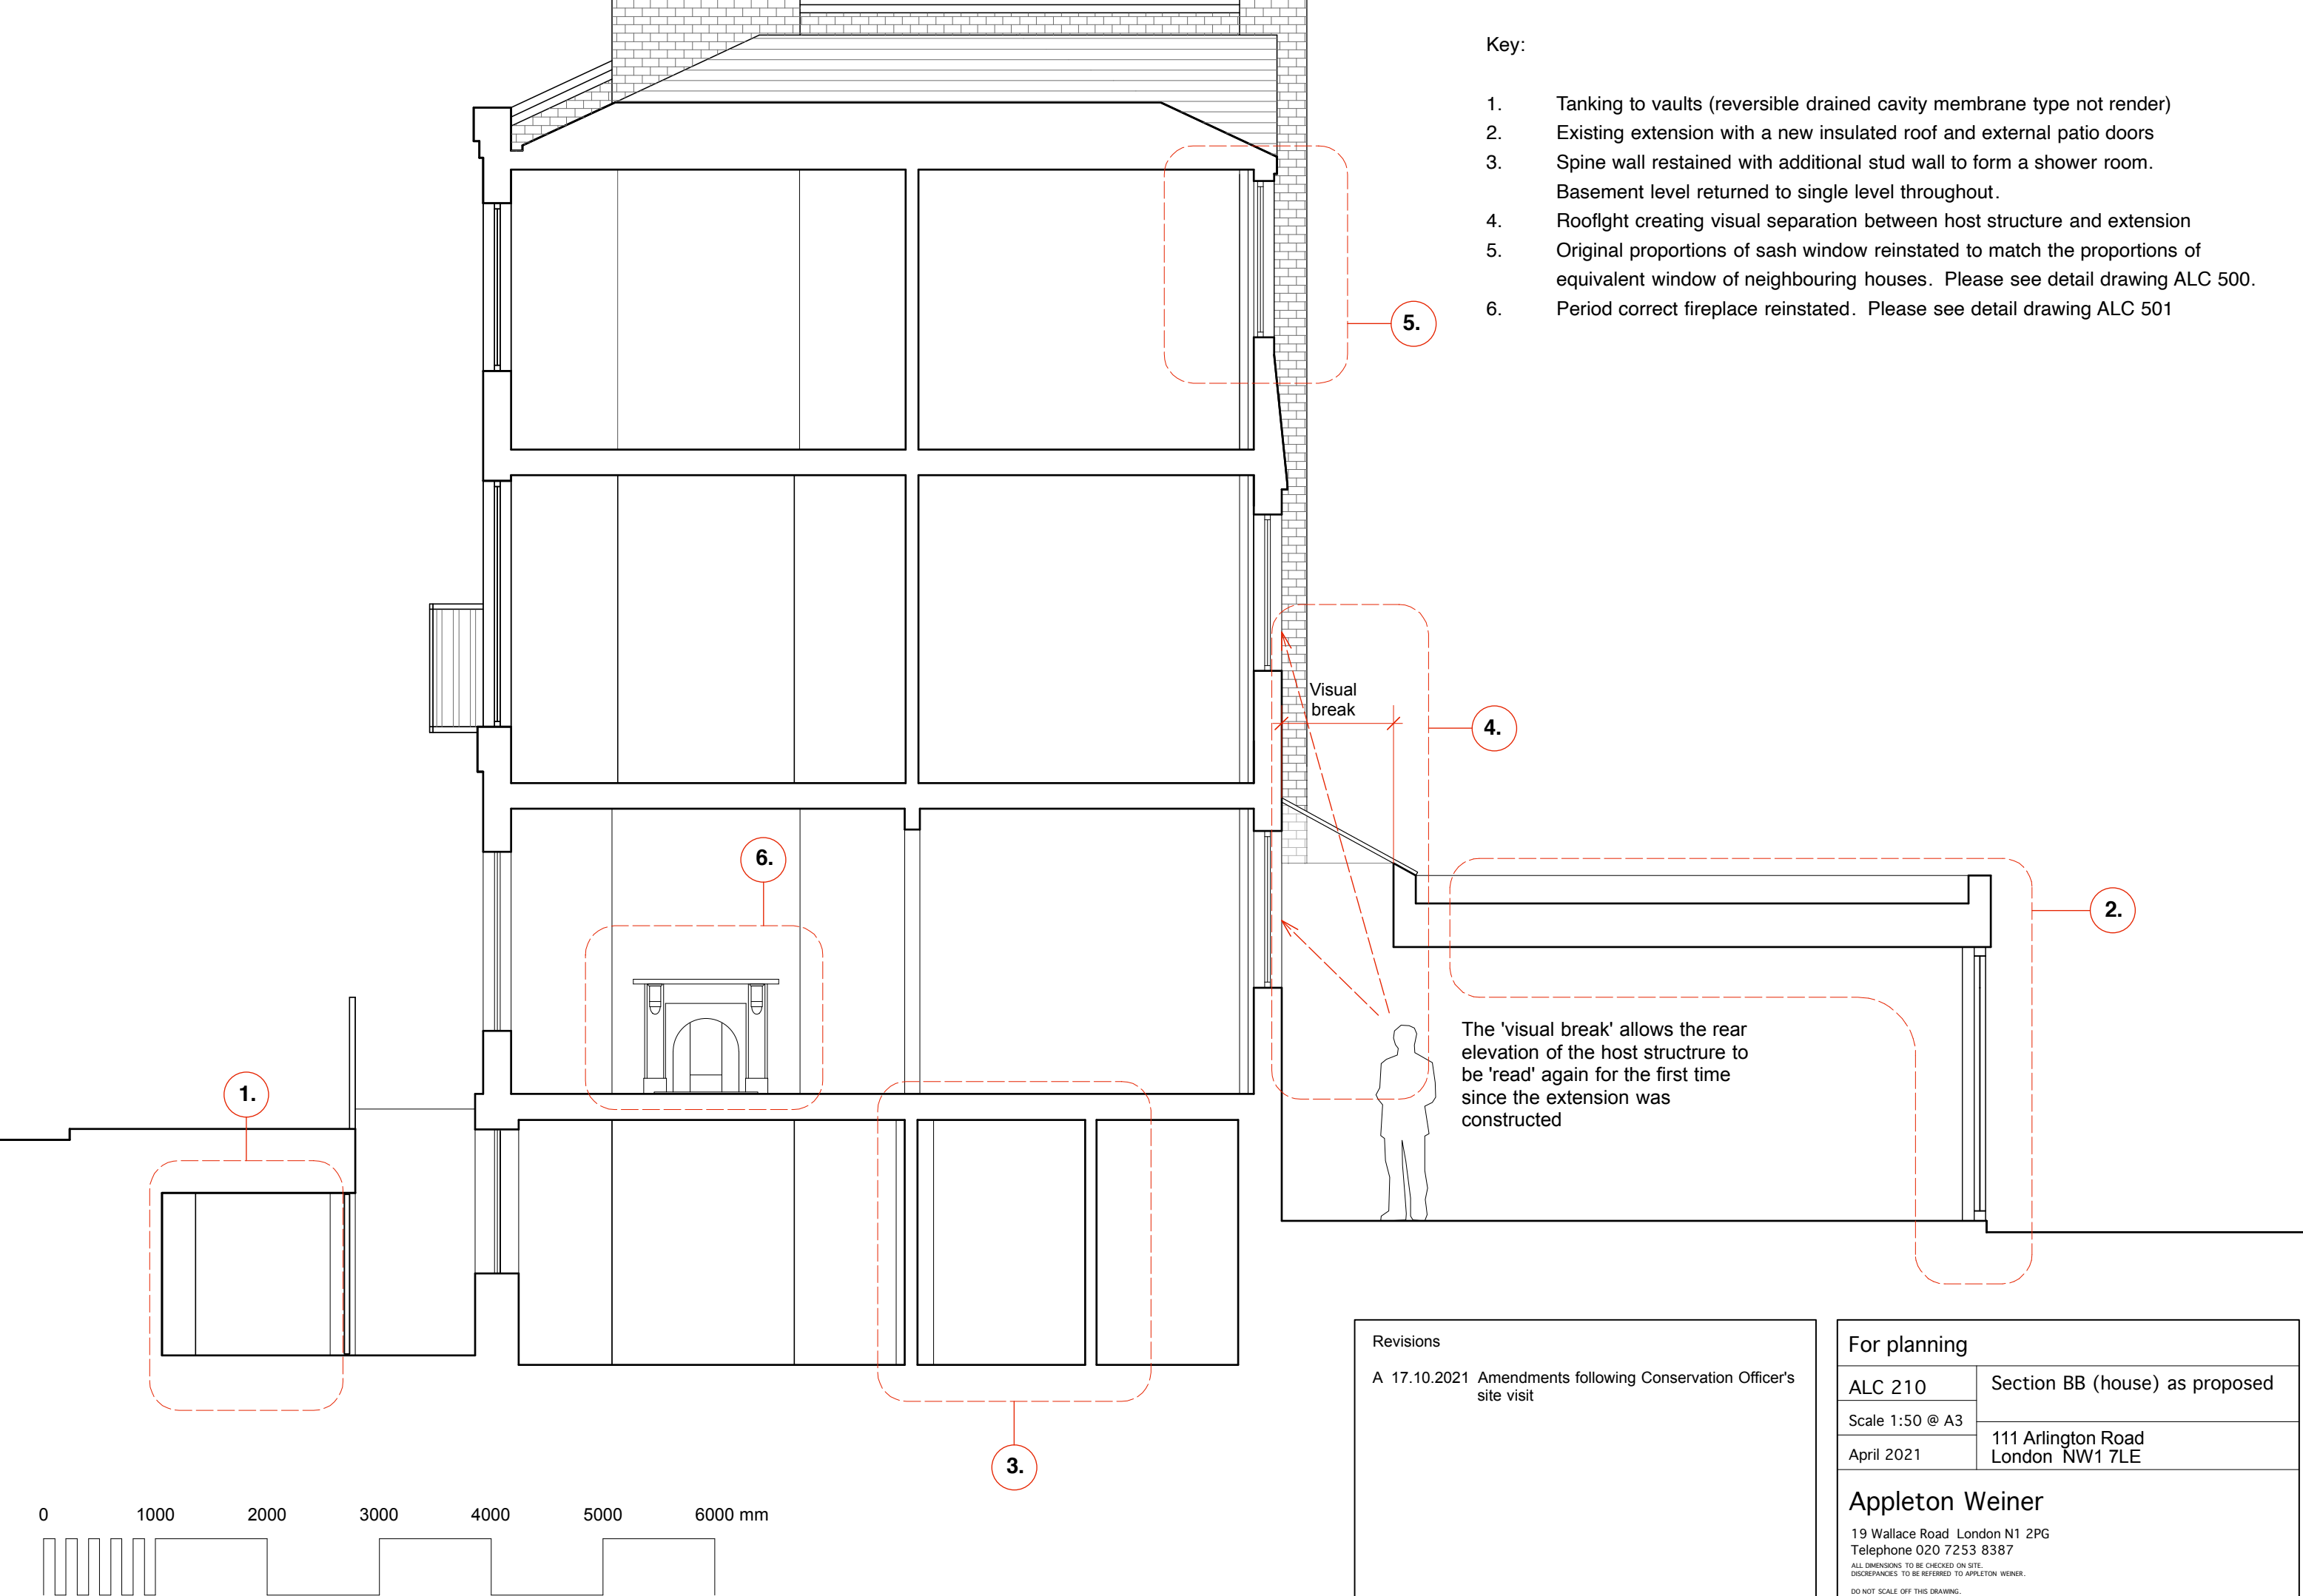 Key:
1. Tanking to vaults (reversible drained cavity membrane type not render)
2. Existing extension with a new insulated roof and external patio doors
3. Spine wall restained with additional stud wall to form a shower room.
Basement level returned to single level throughout.
4. Rooflght creating visual separation between host structure and extension
5. Original proportions of sash window reinstated to match the proportions of
equivalent window of neighbouring houses. Please see detail drawing ALC 500.
6. Period correct fireplace reinstated. Please see detail drawing ALC 501
5.
Visual
break
4.
6.
2.
The 'visual break' allows the rear
elevation of the host structrure to
be 'read' again for the first time
since the extension was
constructed
1.
3.
0 1000 2000 3000 4000 5000 6000 mm
Revisions
A 17.10.2021 Amendments following Conservation Officer's
site visit
For planning
ALC 210
Section BB (house) as proposed
Scale 1:50 @ A3
April 2021
111 Arlington Road
London NW1 7LE
Appleton Weiner
19 Wallace Road London N1 2PG
Telephone 020 7253 8387
ALL DIMENSIONS TO BE CHECKED ON SITE.
DISCREPANCIES TO BE REFERRED TO APPLETON WEINER.
DO NOT SCALE OFF THIS DRAWING.